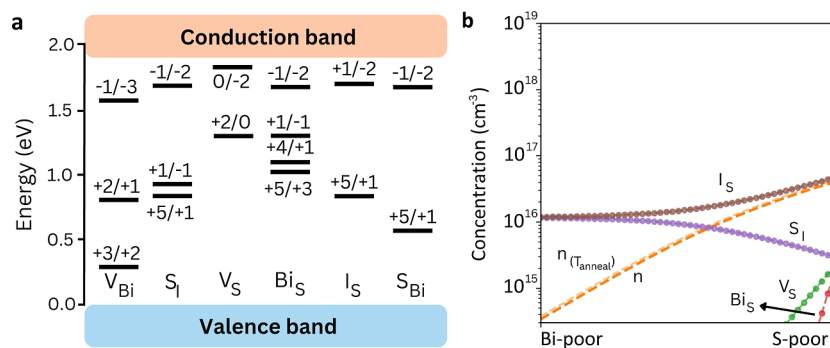 a
Conduction band
2.0
1.5
1.0
0.5
0.0
Energy (eV)
-1/-3
-1/-2
0/-2
-1/-2
+1/-2
-1/-2
+2/0
+1/-1
+4/+1
+5/+3
+2/+1
+1/-1
+5/+1
+5/+1
+5/+1
+3/+2
V_Bi
S_I
V_S
Bi_S
I_S
S_Bi
Valence band
b
10^19
10^18
10^17
10^16
10^15
Concentration (cm^-3)
I_S
S_I
n_(T_anneal)
n
V_S
Bi_S
Bi-poor
S-poor